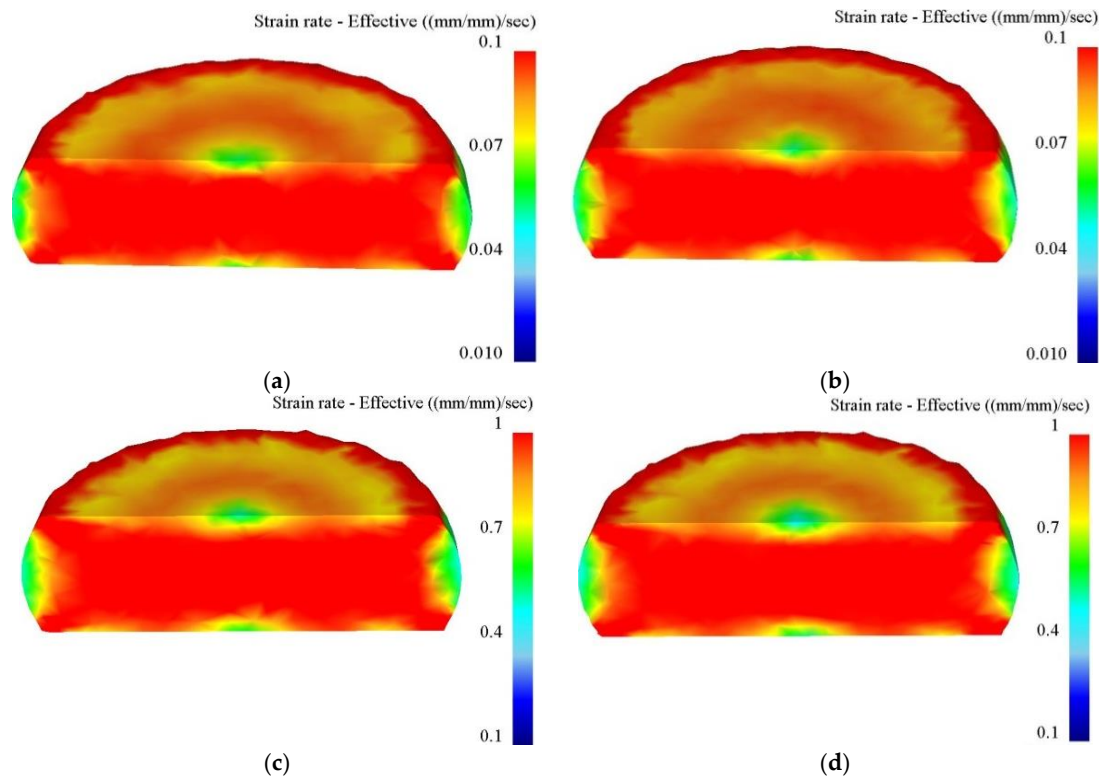 Strain rate - Effective ((mm/mm)/sec)
0.1
0.07
0.04
0.010
(a)
Strain rate - Effective ((mm/mm)/sec)
0.1
0.07
0.04
0.010
(b)
Strain rate - Effective ((mm/mm)/sec)
1
0.7
0.4
0.1
(c)
Strain rate - Effective ((mm/mm)/sec)
1
0.7
0.4
0.1
(d)